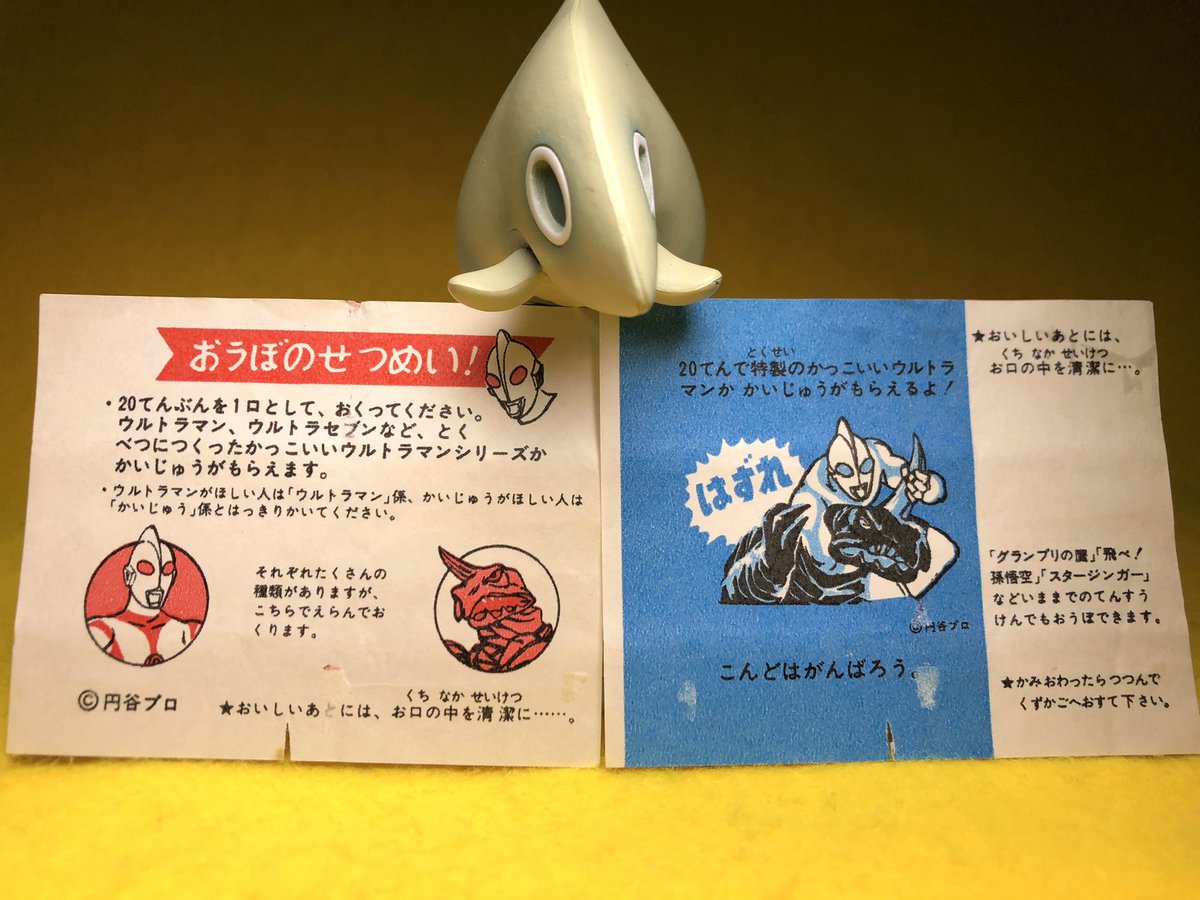 おうぼのせつめい!
・20てんぶんを1口として、おくってください。
ウルトラマン、ウルトラセブンなど、とく
べつにつくったかっこいいウルトラマンシリーズか
かいじゅうがもらえます。
・ウルトラマンがほしい人は「ウルトラマン」係、かいじゅうがほしい人は
「かいじゅう」係とはっきりかいてください。
それぞれたくさんの
種類がありますが、
こちらでえらんでお
くります。
©円谷プロ
くち なか せいけつ
★おいしいあとには、お口の中を清潔に……。
とくせい
20てんで特製のかっこいいウルトラ
マンか かいじゅうがもらえるよ!
はずれ
©円谷プロ
こんどはがんばろう。
★おいしいあとには、
くち なか せいけつ
お口の中を清潔に…。
「グランプリの鷹」「飛べ!
孫悟空」「スタージンガー」
などいままでのてんすう
けんでもおうぼできます。
★かみおわったらつつんで
くずかごへおすて下さい。